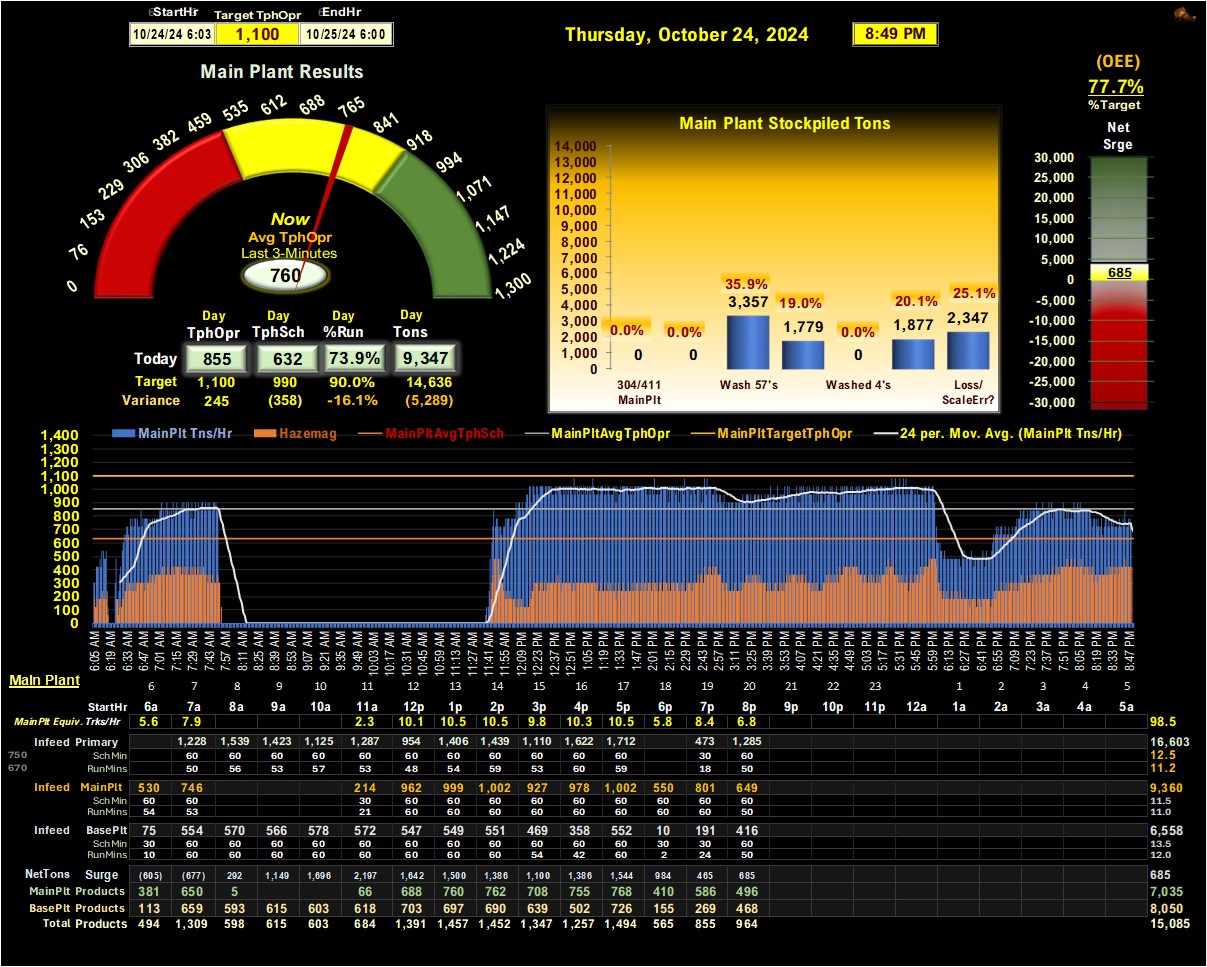 StartHr Target TphOpr EndHr
10/24/24 6:03 1,100 10/25/24 6:00
Thursday, October 24, 2024 8:49 PM
(OEE)
77.7%
%Target
Main Plant Results
0 76 153 229 306 382 459 535 612 688 765 841 918 994 1,071 1,147 1,224 1,300
Now
Avg TphOpr
Last 3-Minutes
760
Day Day Day Day
TphOpr TphSch %Run Tons
Today 855 632 73.9% 9,347
Target 1,100 990 90.0% 14,636
Variance 245 (358) -16.1% (5,289)
Main Plant Stockpiled Tons
14,000
13,000
12,000
11,000
10,000
9,000
8,000
7,000
6,000
5,000
4,000
3,000
2,000
1,000
0
0.0% 0.0% 35.9% 19.0% 0.0% 20.1% 25.1%
0 0 3,357 1,779 0 1,877 2,347
304/411 Wash 57's Washed 4's Loss/
MainPlt ScaleErr?
Net
Srge
30,000
25,000
20,000
15,000
10,000
5,000
0
-5,000
-10,000
-15,000
-20,000
-25,000
-30,000
685
MainPlt Tns/Hr Hazemag MainPltAvgTphSch MainPltAvgTphOpr MainPltTargetTphOpr 24 per. Mov. Avg. (MainPlt Tns/Hr)
1,400
1,300
1,200
1,100
1,000
900
800
700
600
500
400
300
200
100
0
6:05 AM 6:19 AM 6:33 AM 6:47 AM 7:01 AM 7:15 AM 7:29 AM 7:43 AM 7:57 AM 8:11 AM 8:25 AM 8:39 AM 8:53 AM 9:07 AM 9:21 AM 9:35 AM 9:49 AM 10:03 AM 10:17 AM 10:31 AM 10:45 AM 10:59 AM 11:13 AM 11:27 AM 11:41 AM 11:55 AM 12:09 PM 12:23 PM 12:37 PM 12:51 PM 1:05 PM 1:19 PM 1:33 PM 1:47 PM 2:01 PM 2:15 PM 2:29 PM 2:43 PM 2:57 PM 3:11 PM 3:25 PM 3:39 PM 3:53 PM 4:07 PM 4:21 PM 4:35 PM 4:49 PM 5:03 PM 5:17 PM 5:31 PM 5:45 PM 5:59 PM 6:13 PM 6:27 PM 6:41 PM 6:55 PM 7:09 PM 7:23 PM 7:37 PM 7:51 PM 8:05 PM 8:19 PM 8:33 PM 8:47 PM
Main Plant
6 7 8 9 10 11 12 13 14 15 16 17 18 19 20 21 22 23 1 2 3 4 5
StartHr 6a 7a 8a 9a 10a 11a 12p 1p 2p 3p 4p 5p 6p 7p 8p 9p 10p 11p 12a 1a 2a 3a 4a 5a
MainPlt Equiv. Trks/Hr 5.6 7.9 2.3 10.1 10.5 10.5 9.8 10.3 10.5 5.8 8.4 6.8 98.5
Infeed Primary 1,228 1,539 1,423 1,125 1,287 954 1,406 1,439 1,110 1,622 1,712 473 1,285 16,603
750 SchMin 60 60 60 60 60 60 60 60 60 60 60 30 60 12.5
670 RunMins 50 56 53 57 53 48 54 59 53 60 59 18 50 11.2
Infeed MainPlt 530 746 214 962 999 1,002 927 978 1,002 550 801 649 9,360
SchMin 60 60 30 60 60 60 60 60 60 60 60 50 11.5
RunMins 54 53 21 60 60 60 60 60 60 60 60 50 11.0
Infeed BasePlt 75 554 570 566 578 572 547 549 551 469 358 552 10 191 416 6,558
SchMin 30 60 60 60 60 60 60 60 60 60 60 60 30 30 60 13.5
RunMins 10 60 60 60 60 60 60 60 60 54 42 60 2 24 50 12.0
NetTons Surge (605) (677) 292 1,149 1,696 2,197 1,642 1,500 1,386 1,100 1,386 1,544 984 465 685 685
MainPlt Products 381 650 5 66 688 760 762 708 755 768 410 586 496 7,035
BasePlt Products 113 659 593 615 603 618 703 697 690 639 502 726 155 269 468 8,050
Total Products 494 1,309 598 615 603 684 1,391 1,457 1,452 1,347 1,257 1,494 565 855 964 15,085